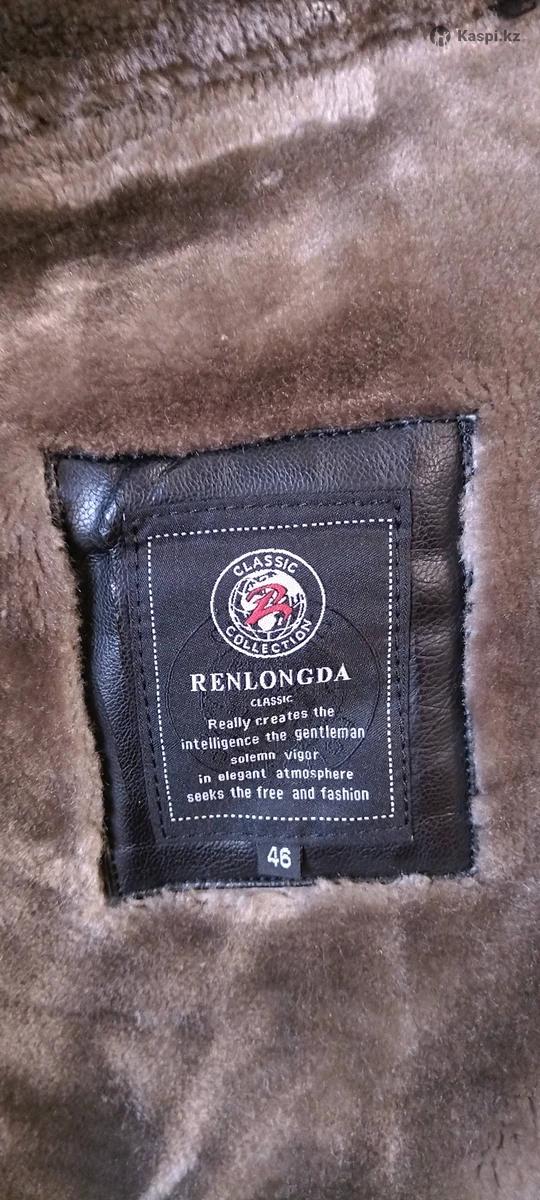 Kaspi.kz
CLASSIC
COLLECTION
RENLONGDA
CLASSIC
Really creates the
intelligence the gentleman
solemn vigor
in elegant atmosphere
seeks the free and fashion
46